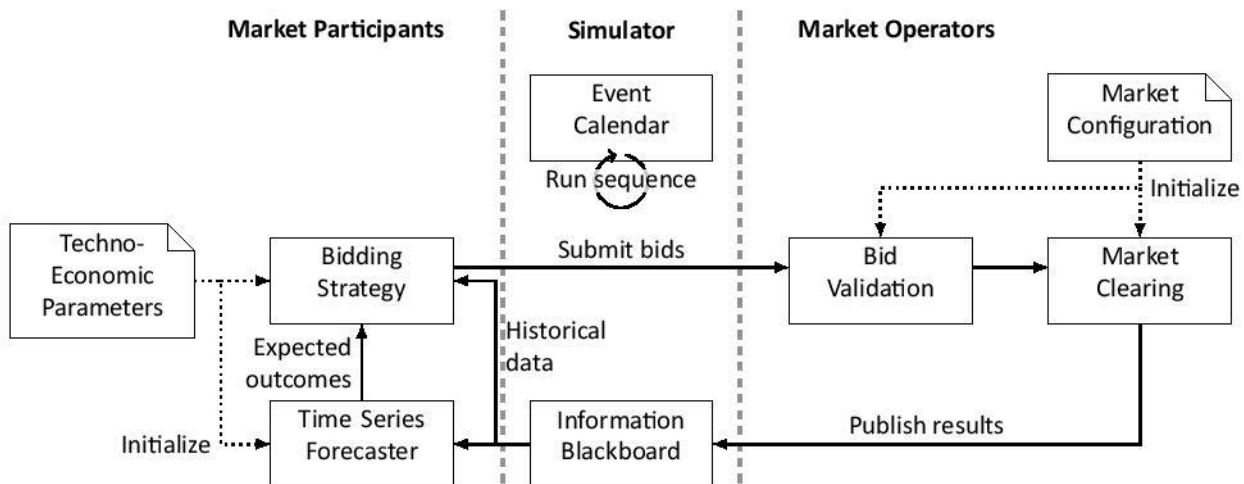 Market Participants
Simulator
Market Operators
Event
Calendar
Run sequence
Market
Configuration
Initialize
Techno-
Economic
Parameters
Bidding
Strategy
Submit bids
Bid
Validation
Market
Clearing
Expected
outcomes
Historical
data
Initialize
Time Series
Forecaster
Information
Blackboard
Publish results